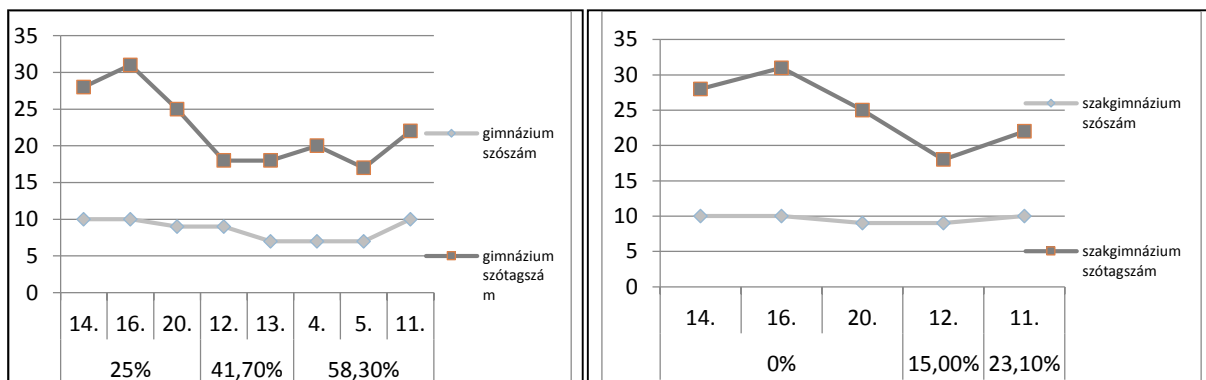 35
30
25
20
15
10
5
0
14. 16. 20. 12. 13. 4. 5. 11.
25% 41,70% 58,30%
gimnázium
szószám
gimnázium
szótagszá
m
35
30
25
20
15
10
5
0
14. 16. 20. 12. 11.
0% 15,00% 23,10%
szakgimnázium
szószám
szakgimnázium
szótagszám